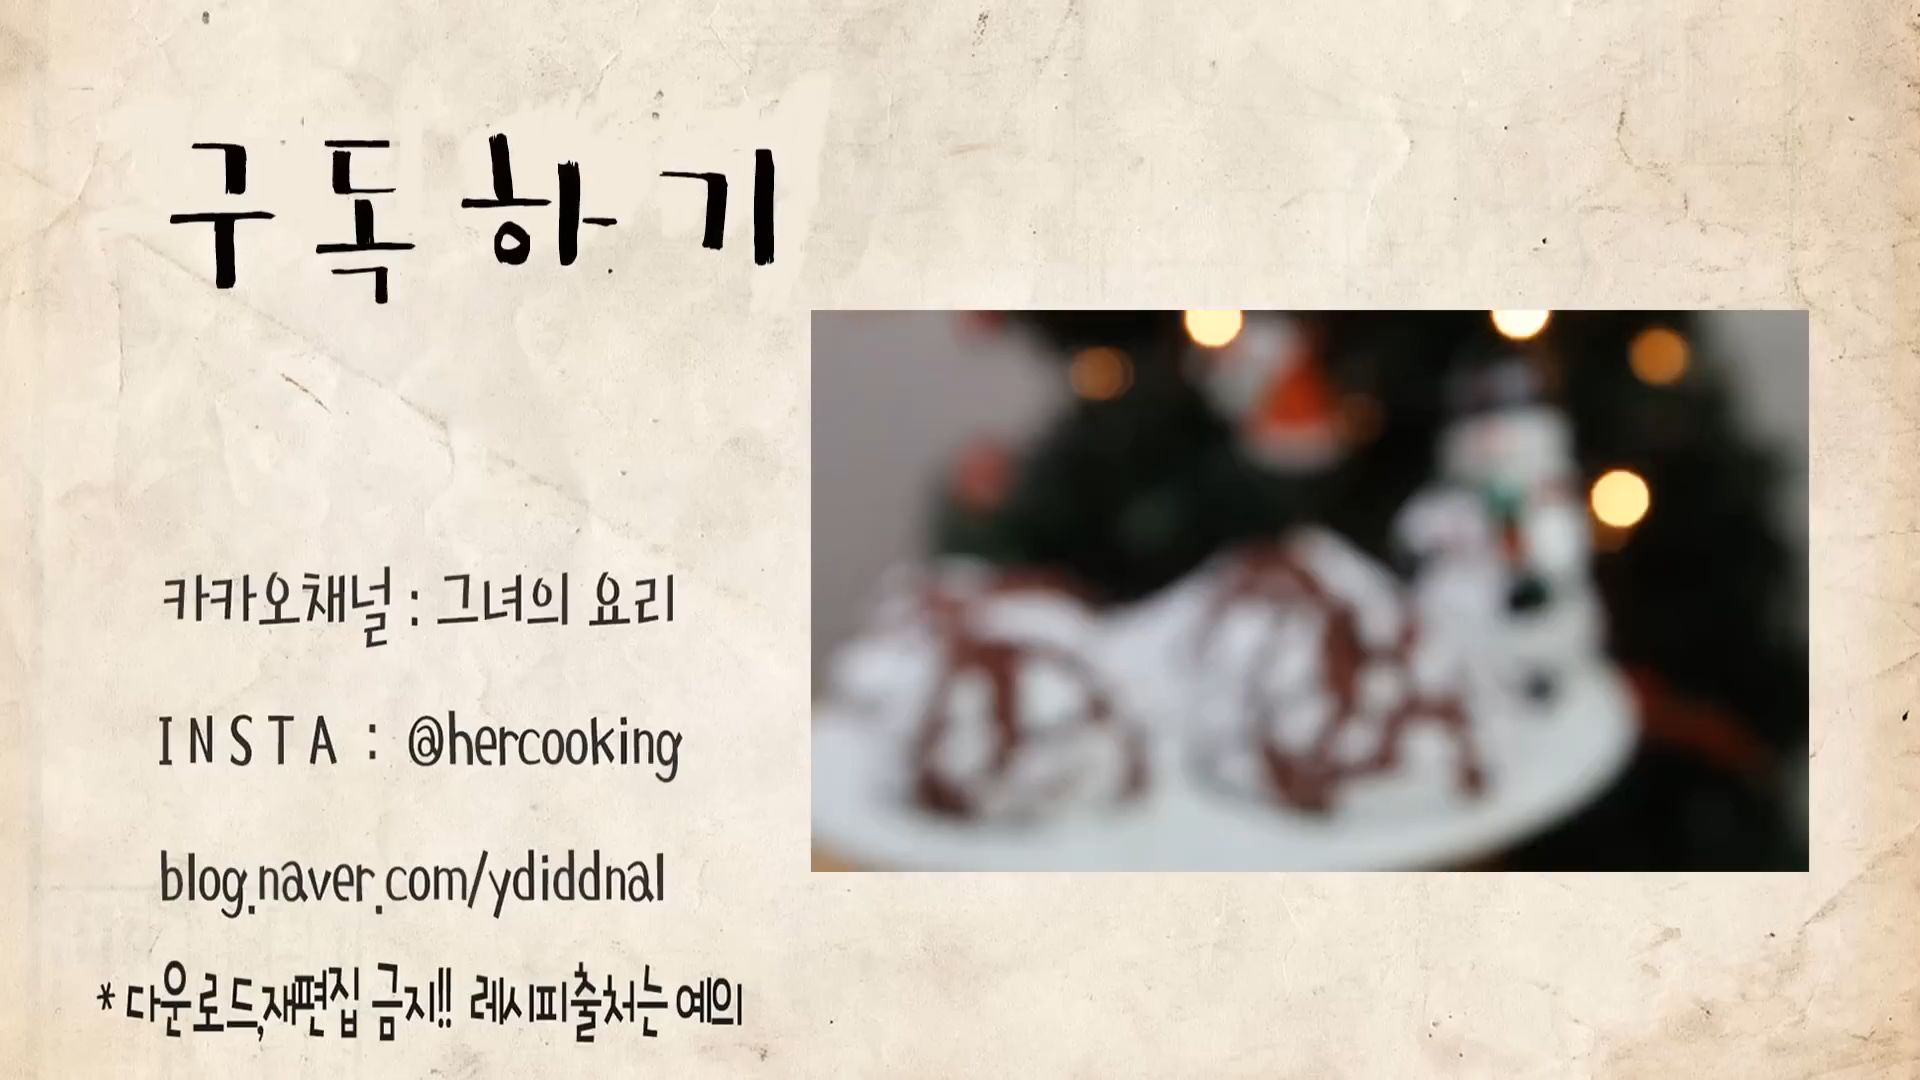 구독하기
카카오채널 : 그녀의 요리
INSTA : @hercooking
blog.naver.com/ydiddnal
* 다운로드,재편집 금지!! 레시피출처는 예의